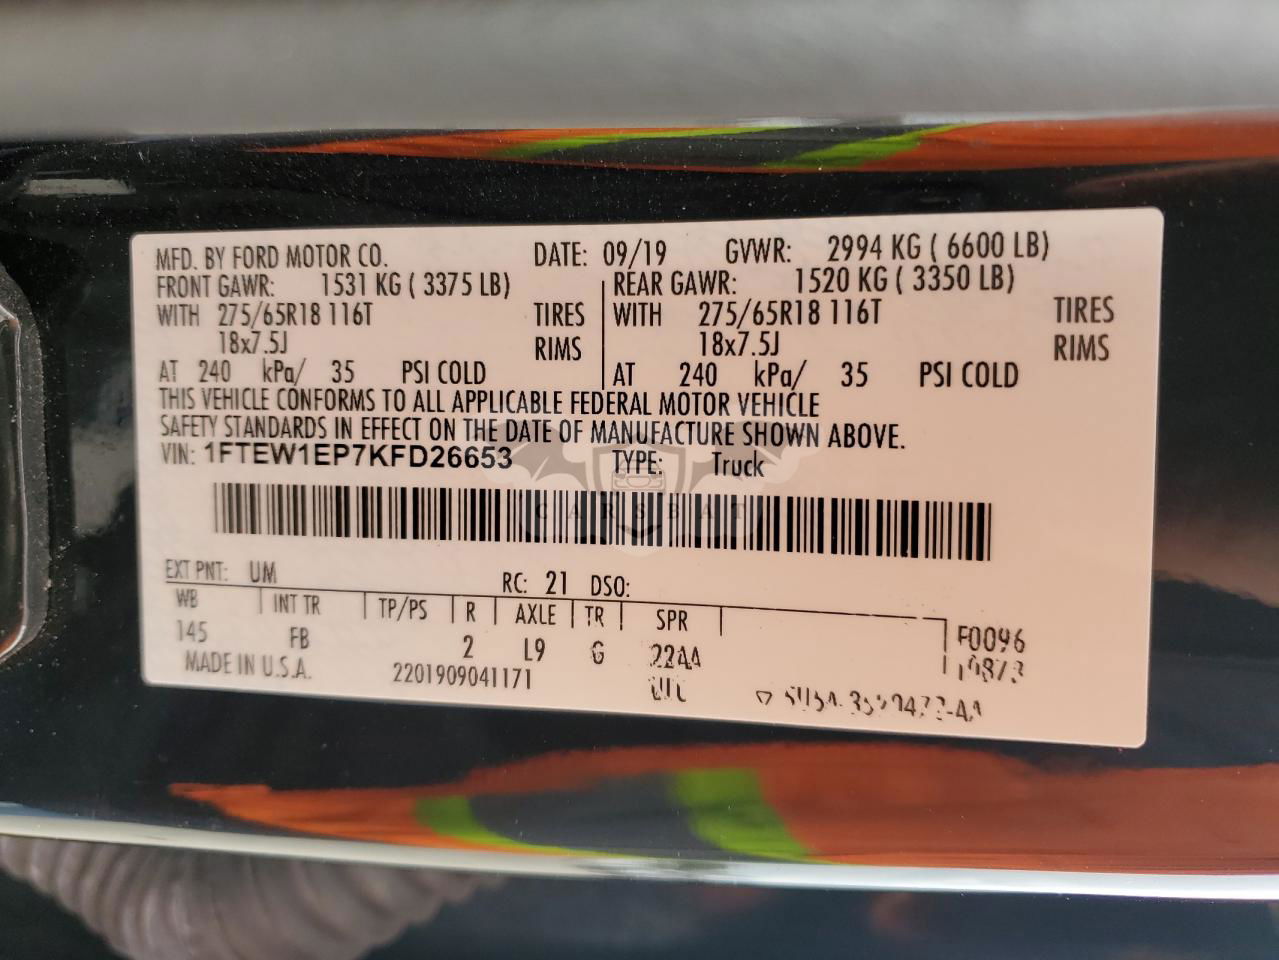 MFD. BY FORD MOTOR CO. DATE: 09/19 GVWR: 2994 KG ( 6600 LB)
FRONT GAWR: 1531 KG ( 3375 LB) REAR GAWR: 1520 KG ( 3350 LB)
WITH 275/65R18 116T TIRES WITH 275/65R18 116T TIRES
18x7.5J RIMS 18x7.5J RIMS
AT 240 kPa/ 35 PSI COLD AT 240 kPa/ 35 PSI COLD
THIS VEHICLE CONFORMS TO ALL APPLICABLE FEDERAL MOTOR VEHICLE
SAFETY STANDARDS IN EFFECT ON THE DATE OF MANUFACTURE SHOWN ABOVE.
VIN: 1FTEW1EP7KFD26653 TYPE: Truck
CARSBAT
EXT PNT: UM RC: 21 DSO:
WB INT TR TP/PS R AXLE TR SPR
145 FB 2 L9 G 22AA F0096
MADE IN U.S.A. 2201909041171